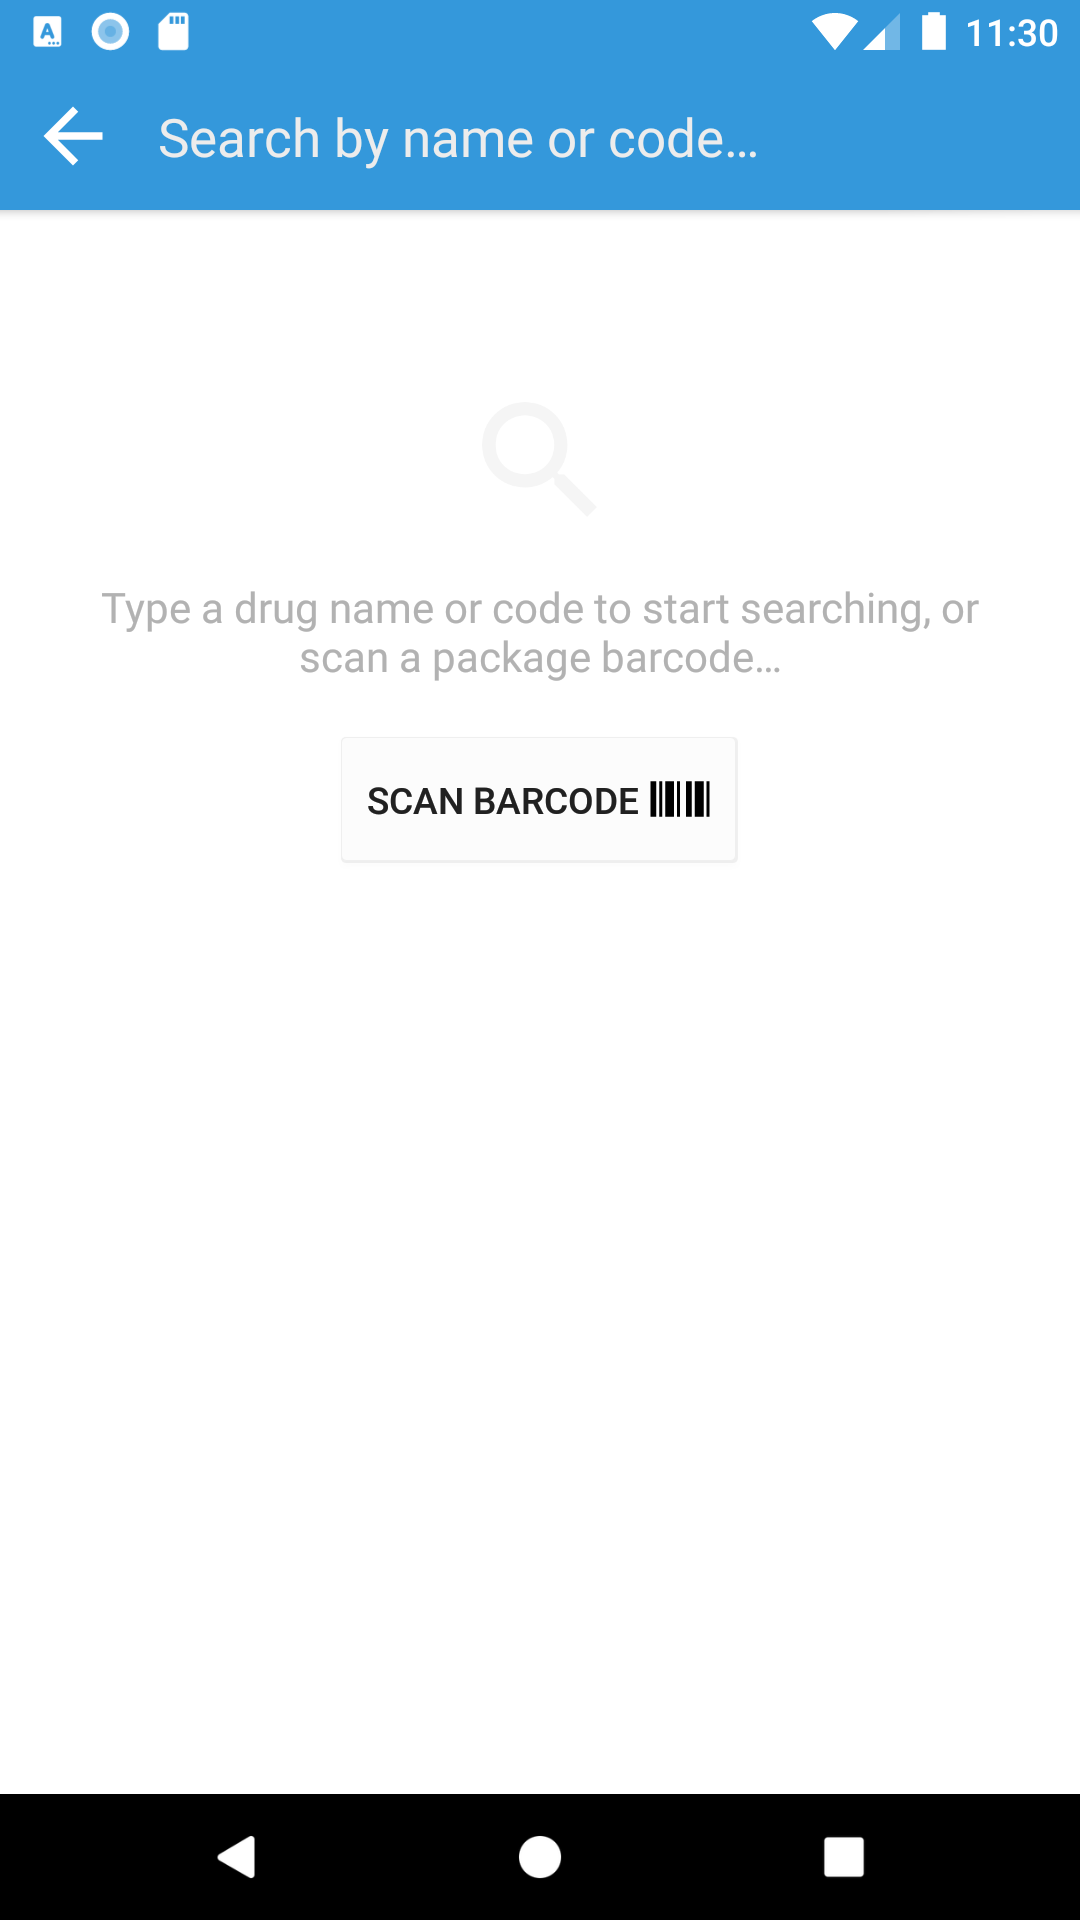 11:30
Search by name or code…
Type a drug name or code to start searching, or
scan a package barcode…
SCAN BARCODE